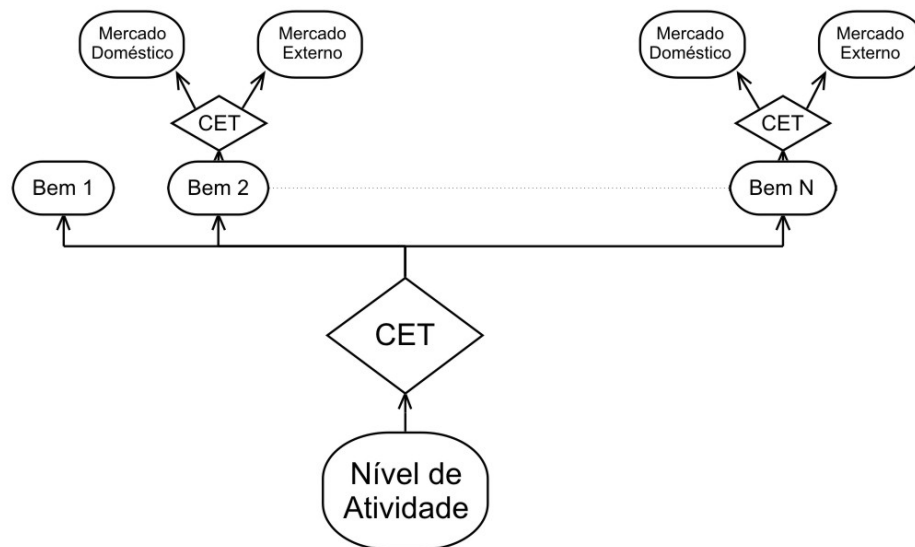 Mercado
Doméstico
Mercado
Externo
Mercado
Doméstico
Mercado
Externo
CET
CET
Bem 1
Bem 2
Bem N
CET
Nível de
Atividade